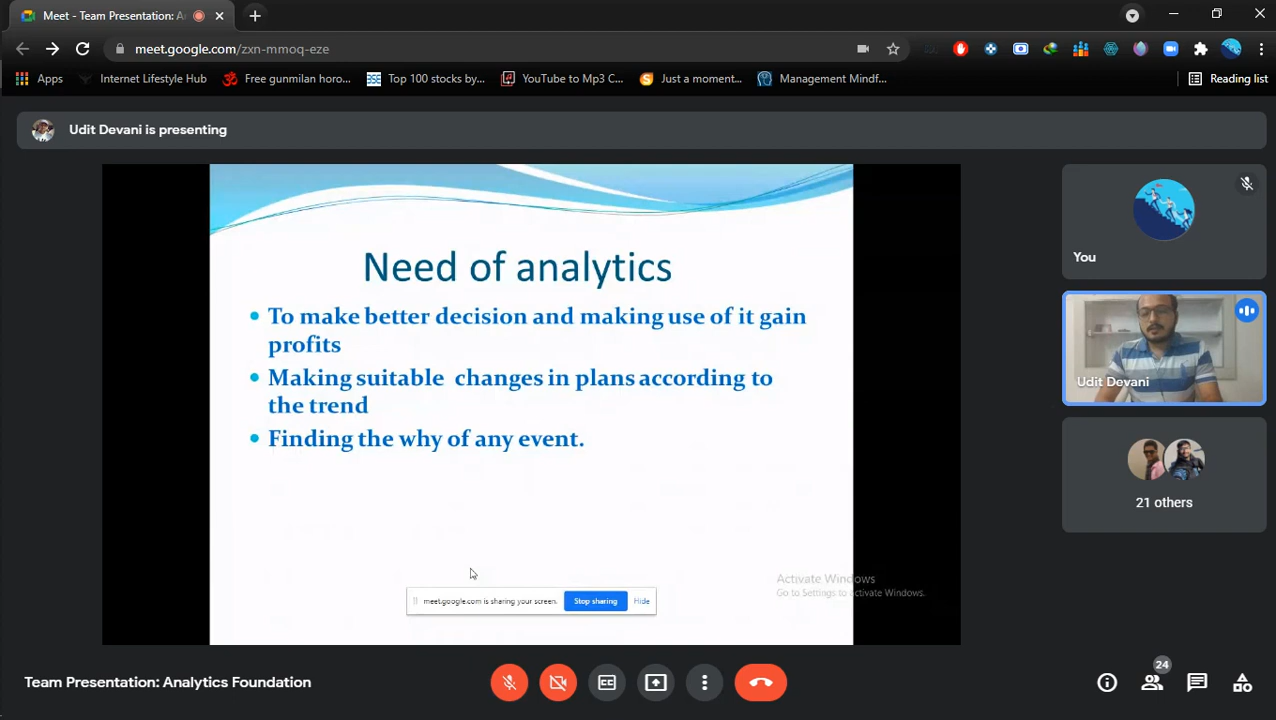 Meet - Team Presentation: A
meet.google.com/zxn-mmoq-eze
Apps
Internet Lifestyle Hub
Free gunmilan horo...
Top 100 stocks by...
YouTube to Mp3 C...
Just a moment...
Management Mindf...
Reading list
Udit Devani is presenting
Need of analytics
• To make better decision and making use of it gain
profits
• Making suitable changes in plans according to
the trend
• Finding the why of any event.
meet.google.com is sharing your screen.
Stop sharing
Hide
Activate Windows
Go to Settings to activate Windows.
You
Udit Devani
21 others
Team Presentation: Analytics Foundation
24